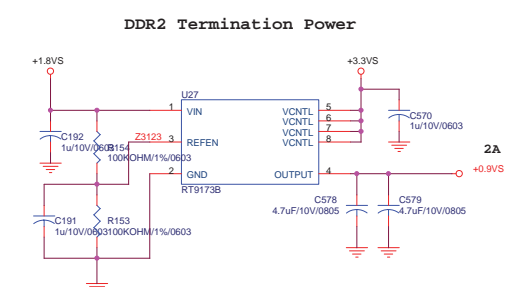 DDR2 Termination Power
+1.8VS
+3.3VS
U27
1 VIN
VCNTL 5
VCNTL 6
VCNTL 7
VCNTL 8
C570
1u/10V/0603
C192
1u/10V/0603
R154
100KOHM/1%/0603
Z3123
3 REFEN
2 GND
OUTPUT 4
RT9173B
2A
+0.9VS
C578
4.7uF/10V/0805
C579
4.7uF/10V/0805
C191
1u/10V/0603
R153
100KOHM/1%/0603